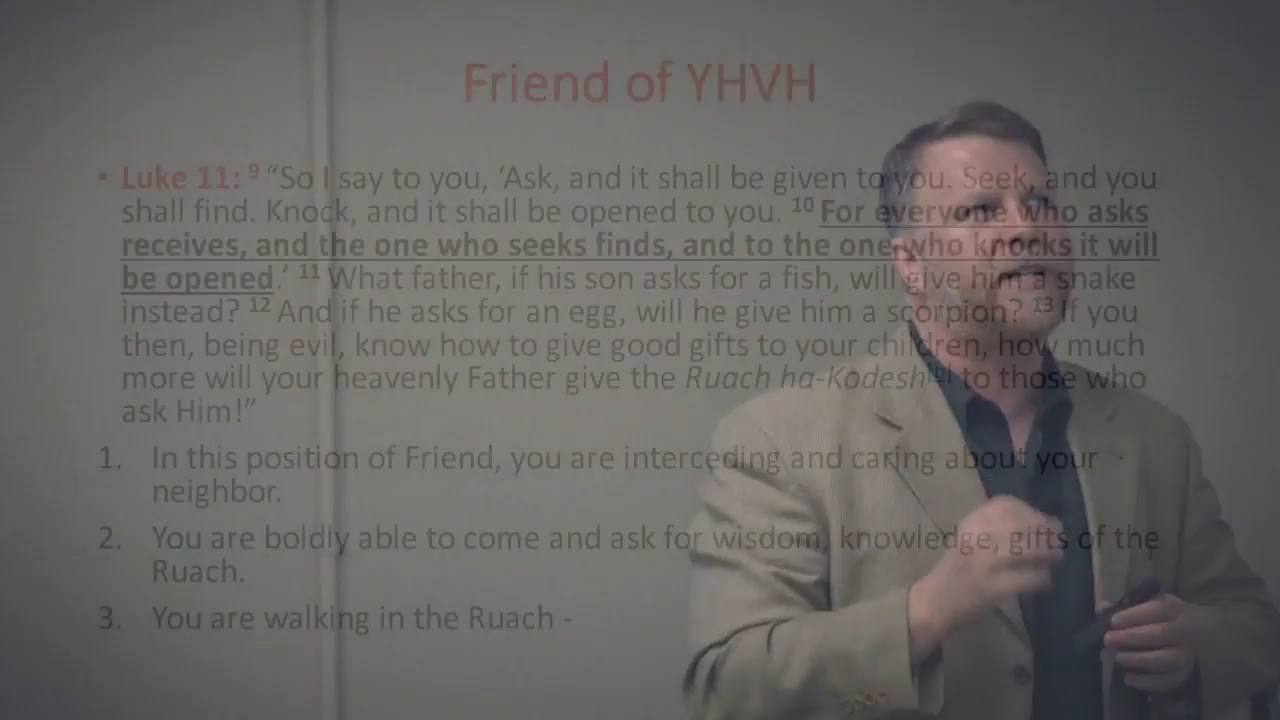 Friend of YHVH
• Luke 11: 9 “So I say to you, ‘Ask, and it shall be given to you. Seek, and you
shall find. Knock, and it shall be opened to you. 10 For everyone who asks
receives, and the one who seeks finds, and to the one who knocks it will
be opened.’ 11 What father, if his son asks for a fish, will give him a snake
instead? 12 And if he asks for an egg, will he give him a scorpion? 13 If you
then, being evil, know how to give good gifts to your children, how much
more will your heavenly Father give the Ruach ha-Kodesh to those who
ask Him!”
1. In this position of Friend, you are interceding and caring about your
neighbor.
2. You are boldly able to come and ask for wisdom, knowledge, gifts of the
Ruach.
3. You are walking in the Ruach -